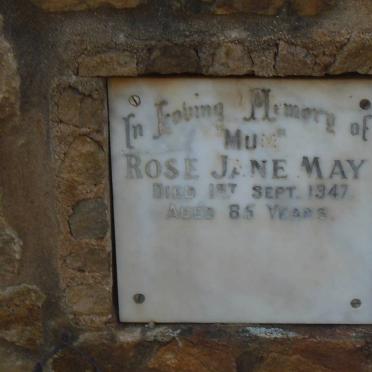 In Loving Memory of
"MUM"
ROSE JANE MAY
DIED 1ST SEPT. 1947.
AGED 85 YEARS.